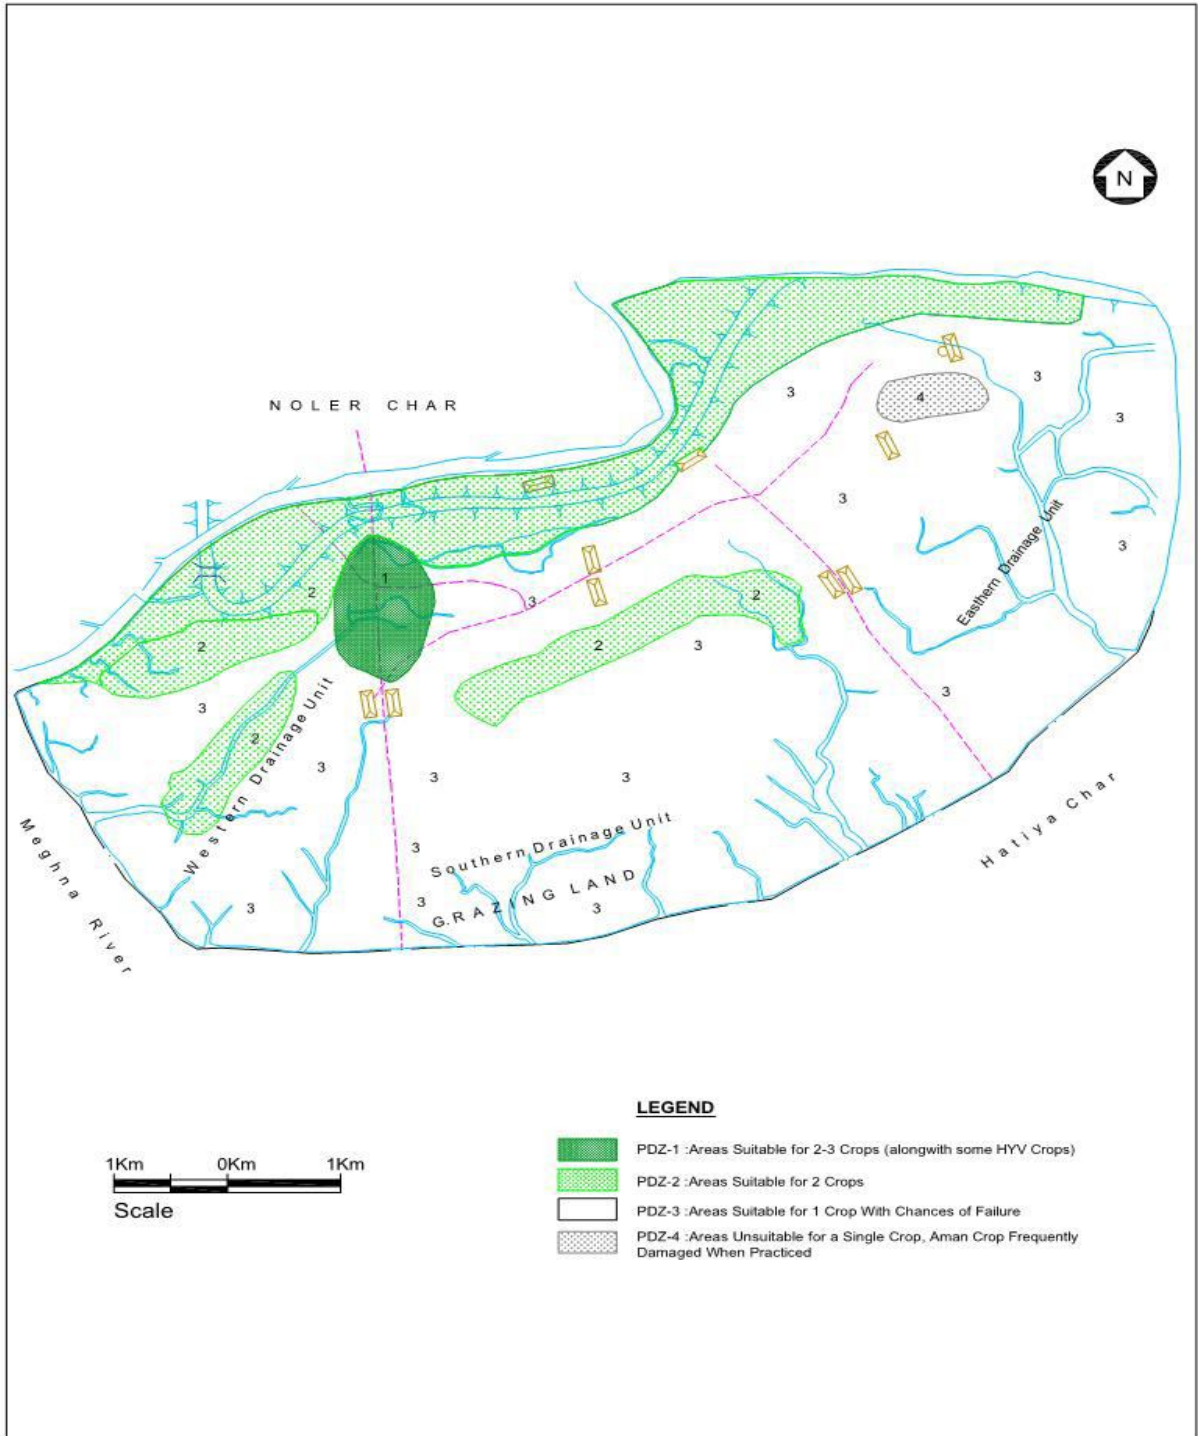 N
NOLER CHAR
3
3
4
3
3
3
1
2
3
2
2
2
3
3
Easthern Drainage Unit
3
3
2
Western Drainage Unit
3
3
3
3
Southern Drainage Unit
3
GRAZING LAND
3
3
3
Meghna River
Hatiya Char
LEGEND
PDZ-1 :Areas Suitable for 2-3 Crops (alongwith some HYV Crops)
PDZ-2 :Areas Suitable for 2 Crops
PDZ-3 :Areas Suitable for 1 Crop With Chances of Failure
PDZ-4 :Areas Unsuitable for a Single Crop, Aman Crop Frequently
Damaged When Practiced
1Km 0Km 1Km
Scale